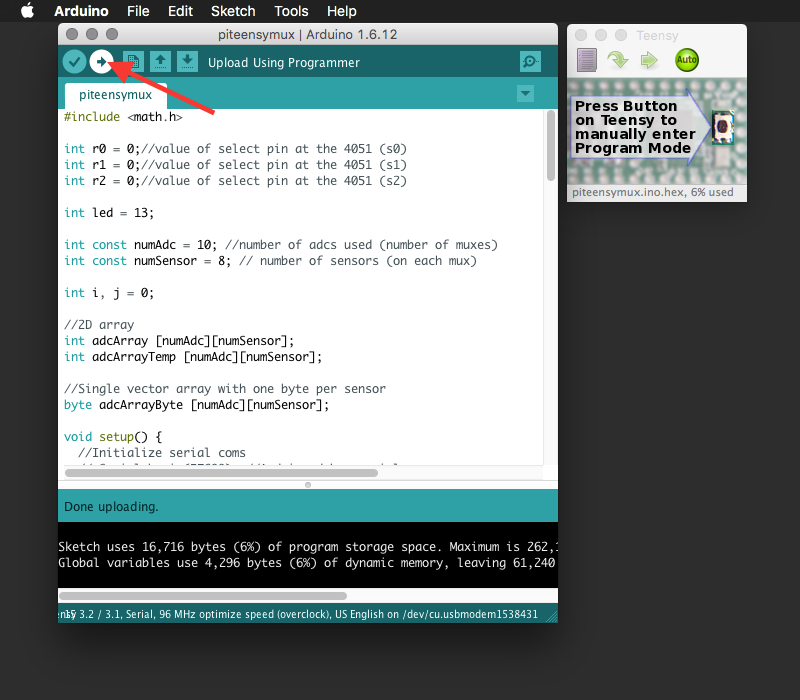 Arduino File Edit Sketch Tools Help
piteensymux | Arduino 1.6.12
Upload Using Programmer
piteensymux
#include <math.h>
int r0 = 0;//value of select pin at the 4051 (s0)
int r1 = 0;//value of select pin at the 4051 (s1)
int r2 = 0;//value of select pin at the 4051 (s2)
int led = 13;
int const numAdc = 10; //number of adcs used (number of muxes)
int const numSensor = 8; // number of sensors (on each mux)
int i, j = 0;
//2D array
int adcArray [numAdc][numSensor];
int adcArrayTemp [numAdc][numSensor];
//Single vector array with one byte per sensor
byte adcArrayByte [numAdc][numSensor];
void setup() {
//Initialize serial coms
Done uploading.
Sketch uses 16,716 bytes (6%) of program storage space. Maximum is 262,1
Global variables use 4,296 bytes (6%) of dynamic memory, leaving 61,240
3.2 / 3.1, Serial, 96 MHz optimize speed (overclock), US English on /dev/cu.usbmodem1538431
Teensy
Auto
Press Button
on Teensy to
manually enter
Program Mode
piteensymux.ino.hex, 6% used